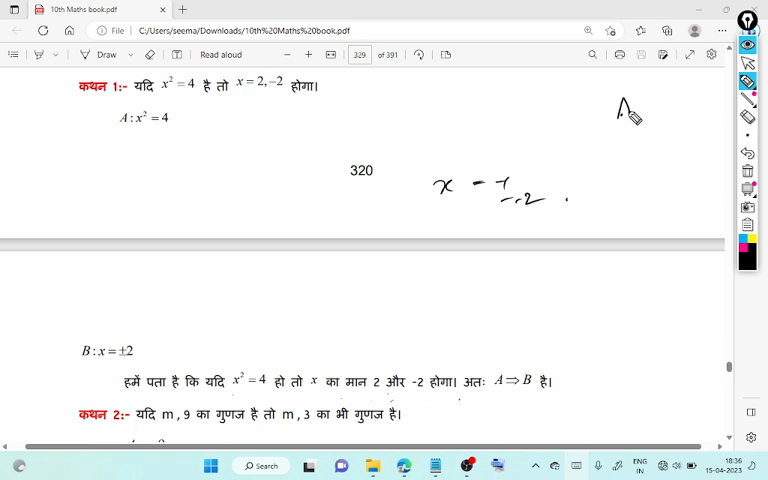 10th Maths book.pdf
File C:/Users/seema/Downloads/10th%20Maths%20book.pdf
Draw Read aloud 329 of 391
कथन 1:- यदि x² = 4 है तो x = 2, −2 होगा।
A : x² = 4
A
320
x = ±2
B : x = ±2
हमें पता है कि यदि x² = 4 हो तो x का मान 2 और -2 होगा। अतः A ⟹ B है।
कथन 2:- यदि m , 9 का गुणज है तो m , 3 का भी गुणज है।
Search
ENG
IN
18:36
15-04-2023